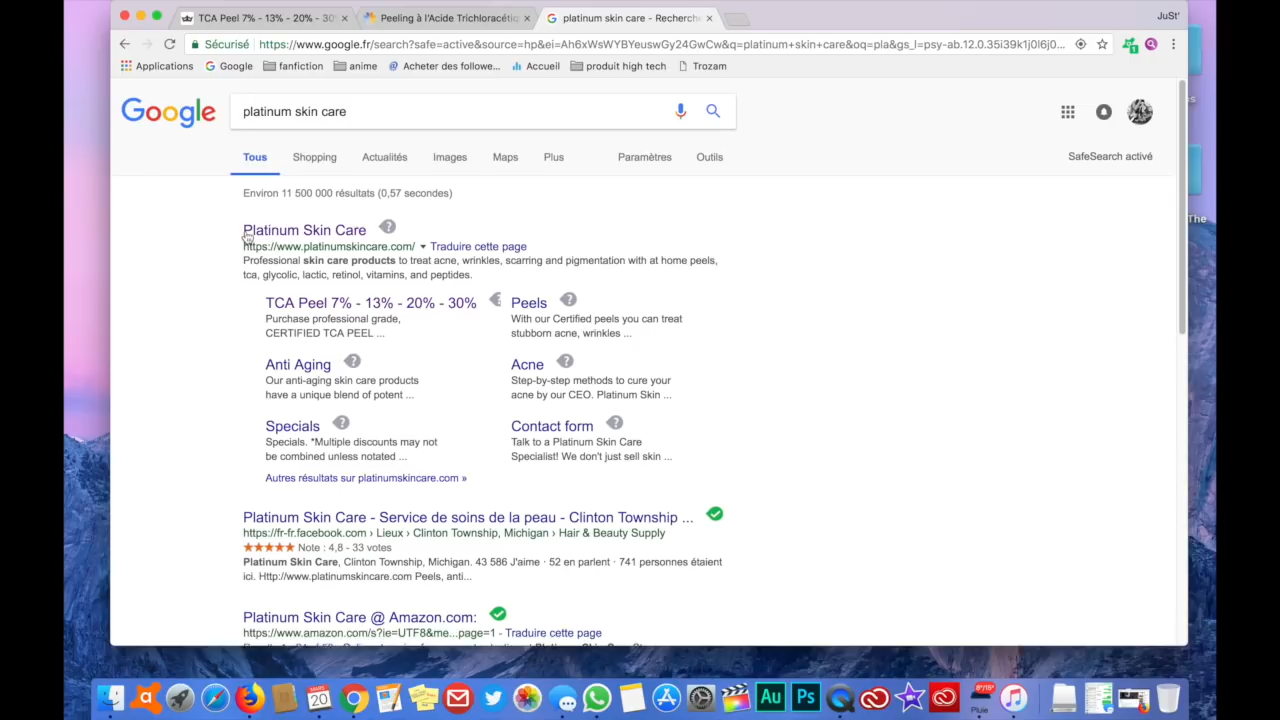 TCA Peel 7% - 13% - 20% - 30%
Peeling à l'Acide Trichloracétiq
platinum skin care - Recherch
JuSt'
Sécurisé
https://www.google.fr/search?safe=active&source=hp&ei=Ah6xWsWYBYeuswGy24GwCw&q=platinum+skin+care&oq=pla&gs_l=psy-ab.12.0.35i39k1j0l6j0...
Applications
Google
fanfiction
anime
Acheter des followe...
Accueil
produit high tech
Trozam
Google
platinum skin care
Tous
Shopping
Actualités
Images
Maps
Plus
Paramètres
Outils
SafeSearch activé
Environ 11 500 000 résultats (0,57 secondes)
Platinum Skin Care
https://www.platinumskincare.com/ Traduire cette page
Professional skin care products to treat acne, wrinkles, scarring and pigmentation with at home peels,
tca, glycolic, lactic, retinol, vitamins, and peptides.
TCA Peel 7% - 13% - 20% - 30%
Purchase professional grade,
CERTIFIED TCA PEEL ...
Peels
With our Certified peels you can treat
stubborn acne, wrinkles ...
Anti Aging
Our anti-aging skin care products
have a unique blend of potent ...
Acne
Step-by-step methods to cure your
acne by our CEO. Platinum Skin ...
Specials
Specials. *Multiple discounts may not
be combined unless notated ...
Contact form
Talk to a Platinum Skin Care
Specialist! We don't just sell skin ...
Autres résultats sur platinumskincare.com »
Platinum Skin Care - Service de soins de la peau - Clinton Township ...
https://fr-fr.facebook.com › Lieux › Clinton Township, Michigan › Hair & Beauty Supply
Note : 4,8 - 33 votes
Platinum Skin Care, Clinton Township, Michigan. 43 586 J'aime · 52 en parlent · 741 personnes étaient
ici. Http://www.platinumskincare.com Peels, anti...
Platinum Skin Care @ Amazon.com:
https://www.amazon.com/s?ie=UTF8&me...page=1 - Traduire cette page
The
Au
Ps
8°/15°
Pluie